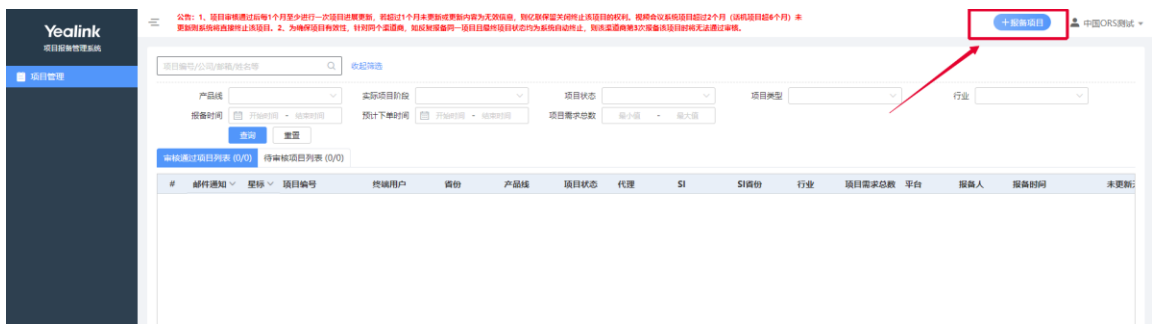 Yealink
项目报备管理系统
项目管理
公告：1、项目审核通过后每1个月至少进行一次项目进展更新，若超过1个月未更新或更新内容为无效信息，则亿联保留关闭终止该项目的权利。视频会议系统项目超过2个月（话机项目超6个月）未
更新则系统将直接终止该项目。2、为确保项目有效性，针对同个渠道商，如反复报备同一项目且最终项目状态均为系统自动终止，则该渠道商第3次报备该项目时将无法通过审核。
+报备项目
中国ORS测试
项目编号/公司/邮箱/姓名等
收起筛选
产品线 实际项目阶段 项目状态 项目类型 行业
报备时间 开始时间 - 结束时间 预计下单时间 开始时间 - 结束时间 项目需求总数 最小值 - 最大值
查询 重置
审核通过项目列表 (0/0) 待审核项目列表 (0/0)
# 邮件通知 星标 项目编号 终端用户 省份 产品线 项目状态 代理 SI SI省份 行业 项目需求总数 平台 报备人 报备时间 未更新